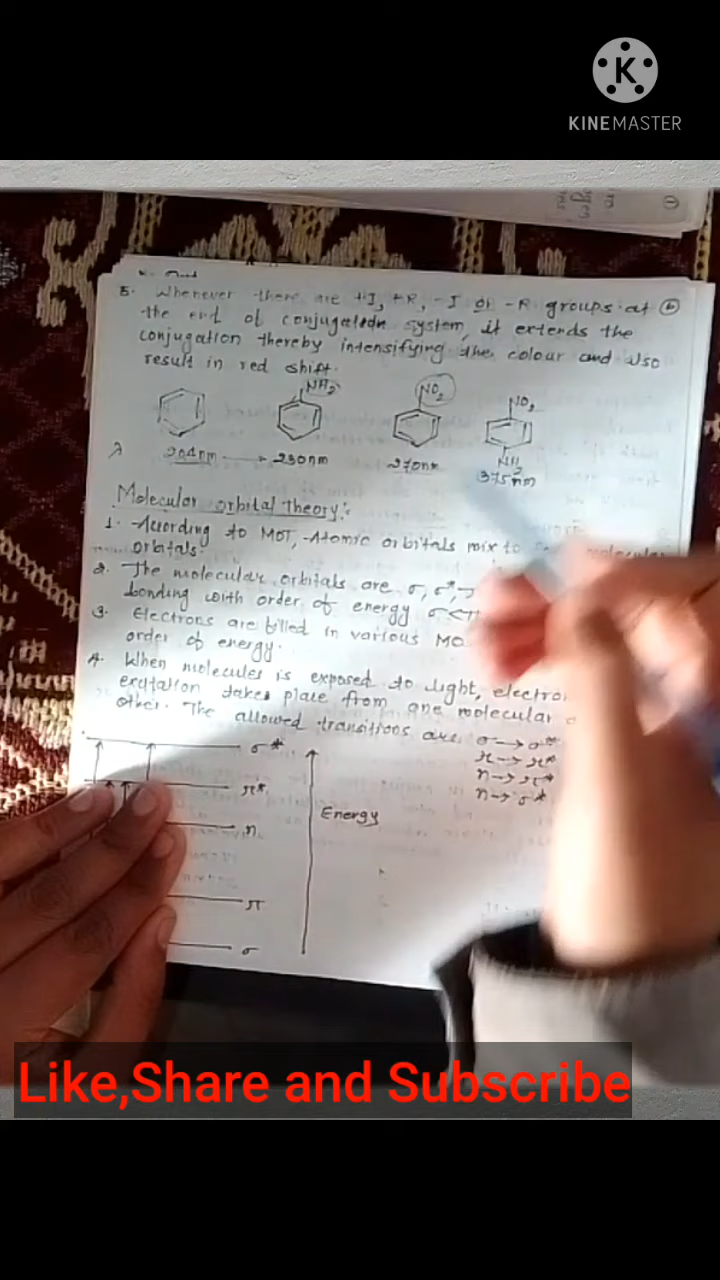 KINEMASTER
5. Whenever there are +I, +R, -I or -R groups at
the end of conjugation system, it extends the
conjugation thereby intensifying the colour and also
result in red shift.
NH2 NO2 NO2
NH2
λ 204nm → 230nm 270nm 375nm
Molecular orbital theory:
1. According to MOT, Atomic orbitals mix to molecular
orbitals.
2. The molecular orbitals are σ, σ*,
bonding with order of energy σ<π
3. Electrons are filled in various MO
order of energy.
4. When molecules is exposed to light, electron
exitation takes place from one molecular
other. The allowed transitions are σ → σ*
π → π*
n → π*
n → σ*
σ*
π*
n
Energy
π
σ
Like,Share and Subscribe